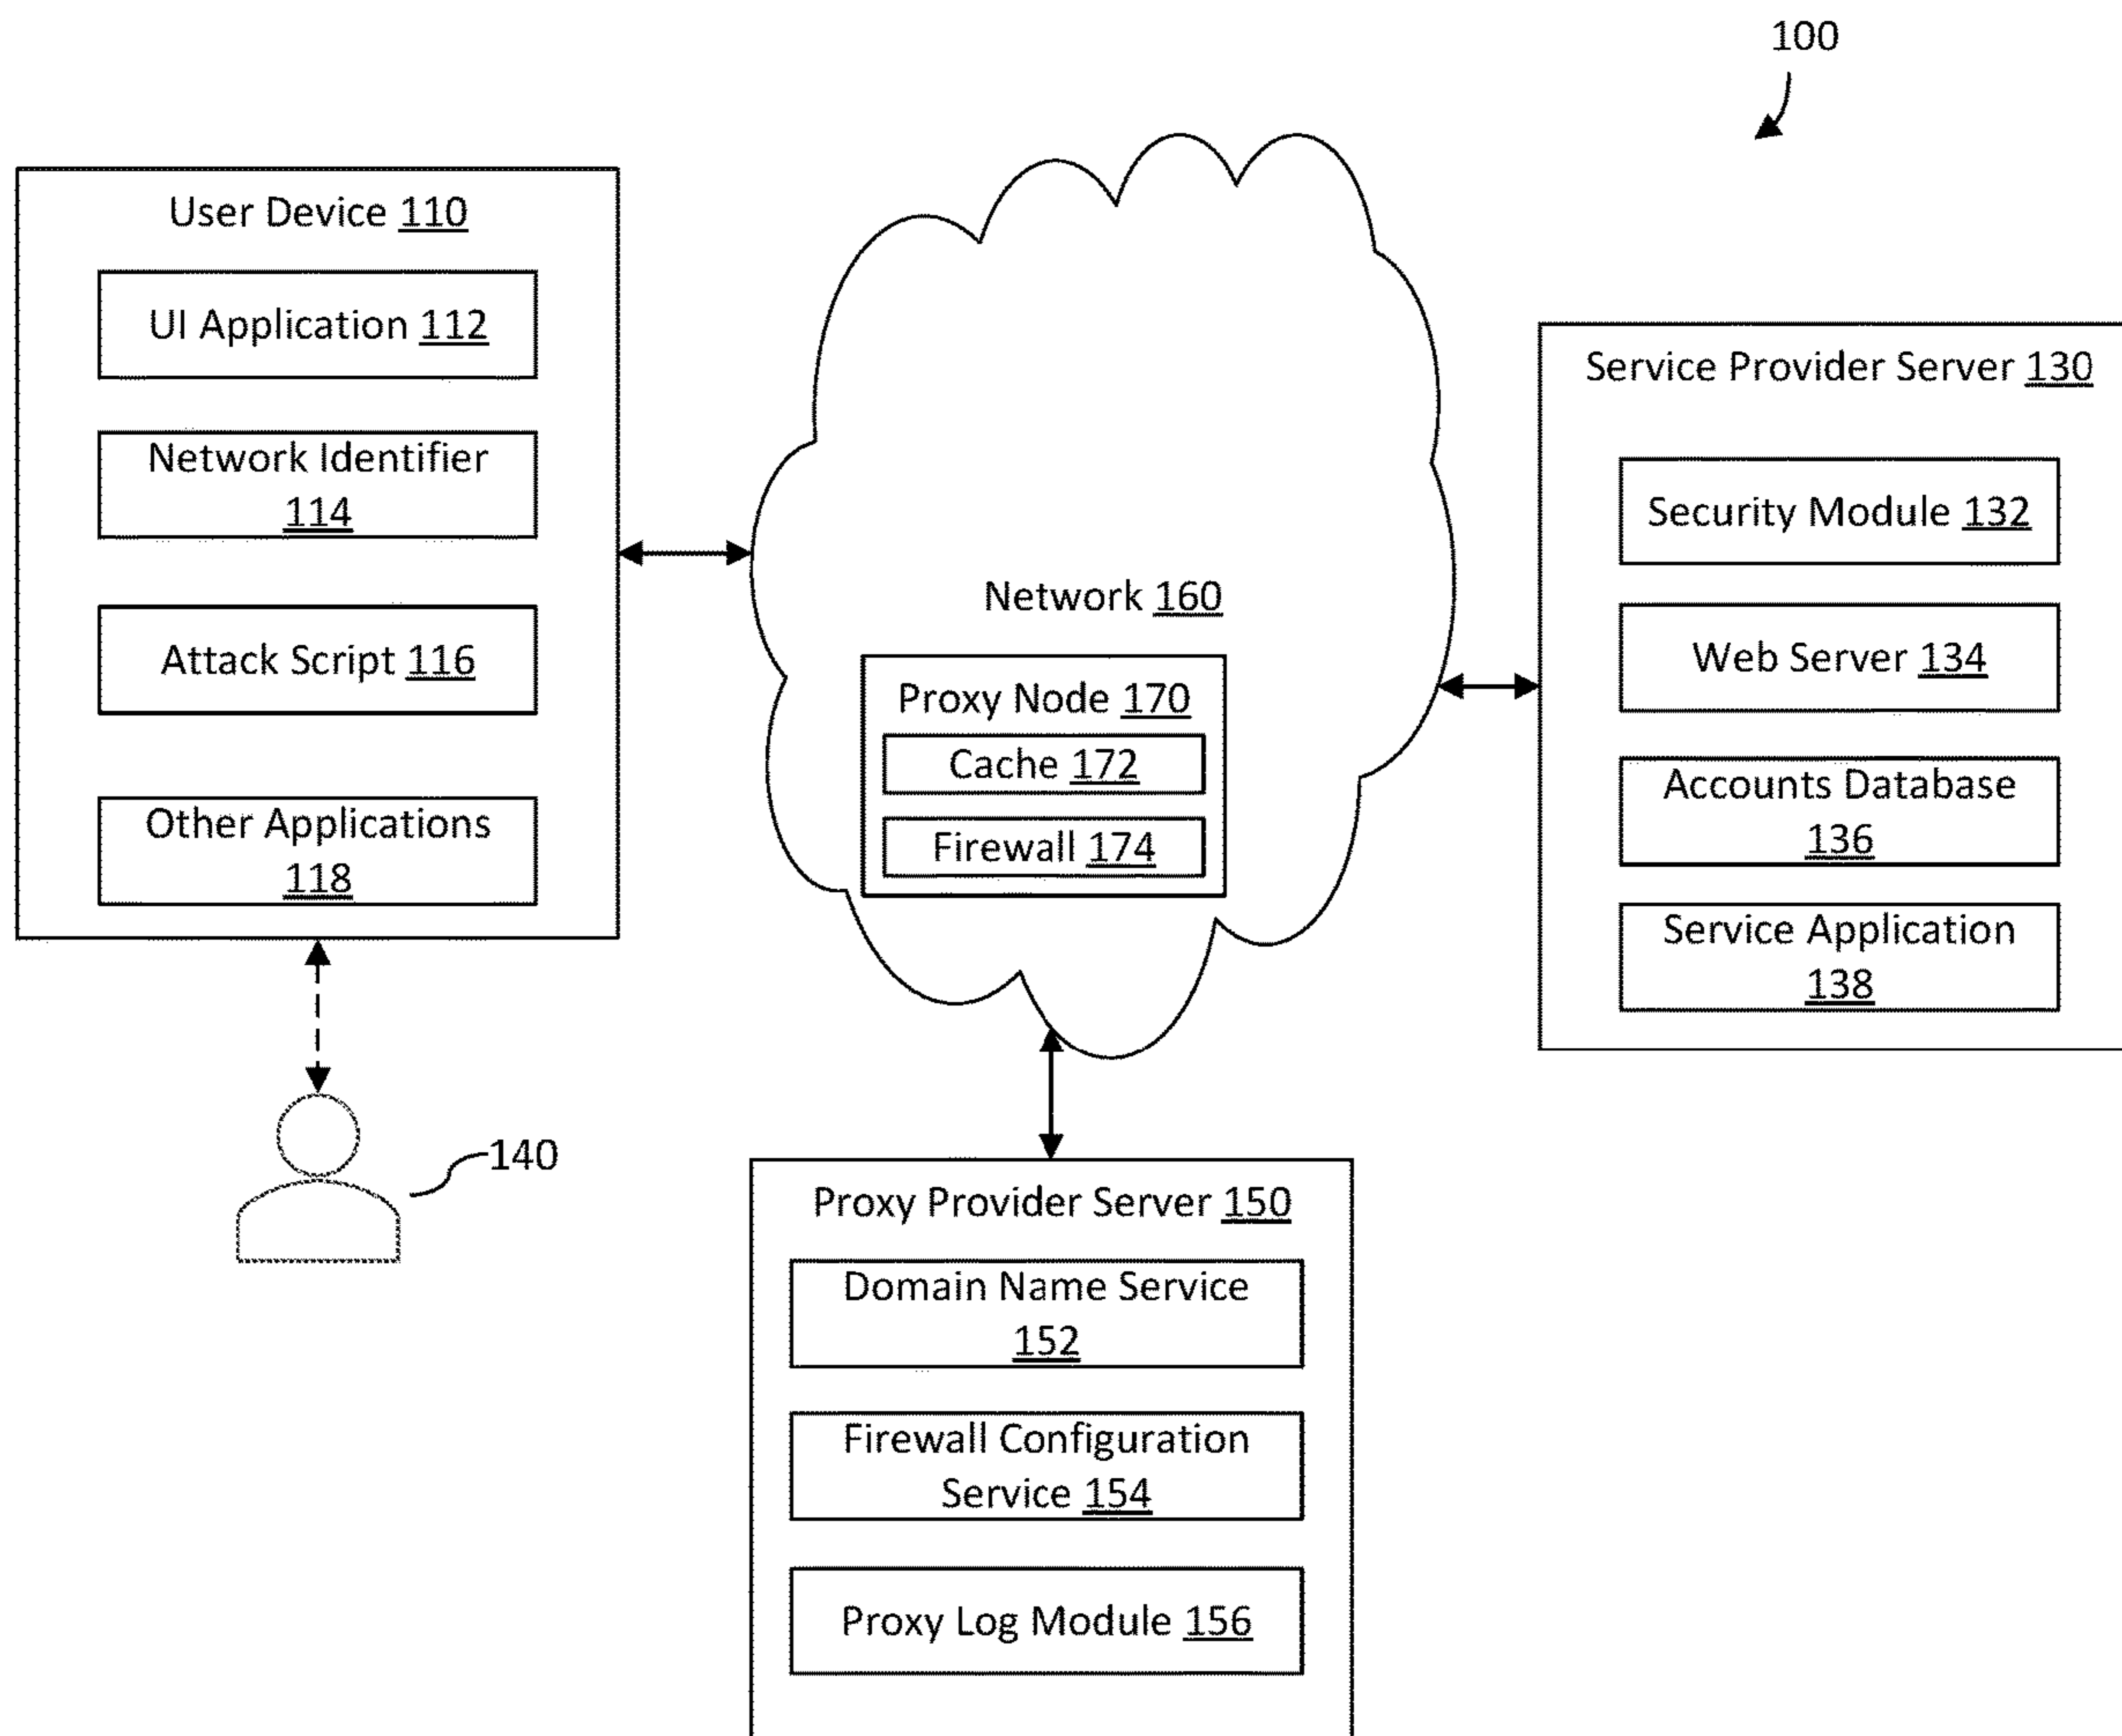 100
User Device 110
UI Application 112
Network Identifier
114
Attack Script 116
Other Applications
118
140
Network 160
Proxy Node 170
Cache 172
Firewall 174
Service Provider Server 130
Security Module 132
Web Server 134
Accounts Database
136
Service Application
138
Proxy Provider Server 150
Domain Name Service
152
Firewall Configuration
Service 154
Proxy Log Module 156